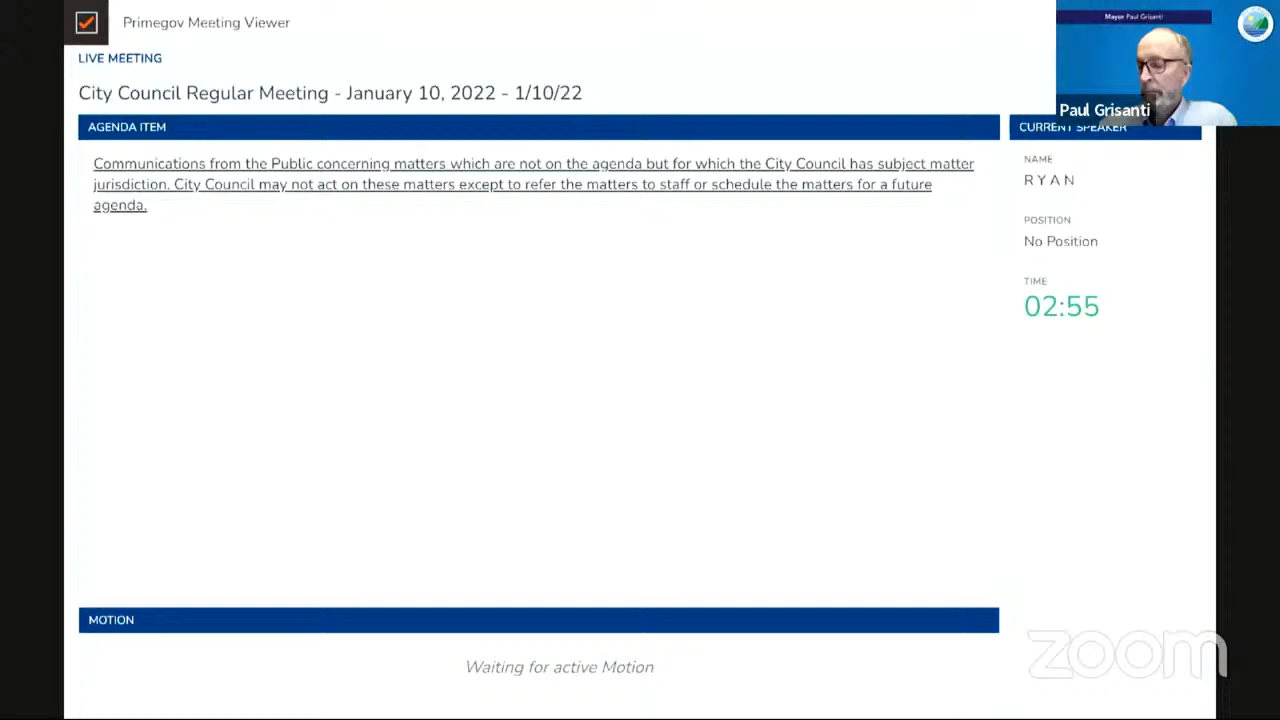 Primegov Meeting Viewer
Mayor Paul Grisanti
LIVE MEETING
City Council Regular Meeting - January 10, 2022 - 1/10/22
Paul Grisanti
AGENDA ITEM
CURRENT SPEAKER
Communications from the Public concerning matters which are not on the agenda but for which the City Council has subject matter
jurisdiction. City Council may not act on these matters except to refer the matters to staff or schedule the matters for a future
agenda.
NAME
R Y A N
POSITION
No Position
TIME
02:55
MOTION
Waiting for active Motion
zoom